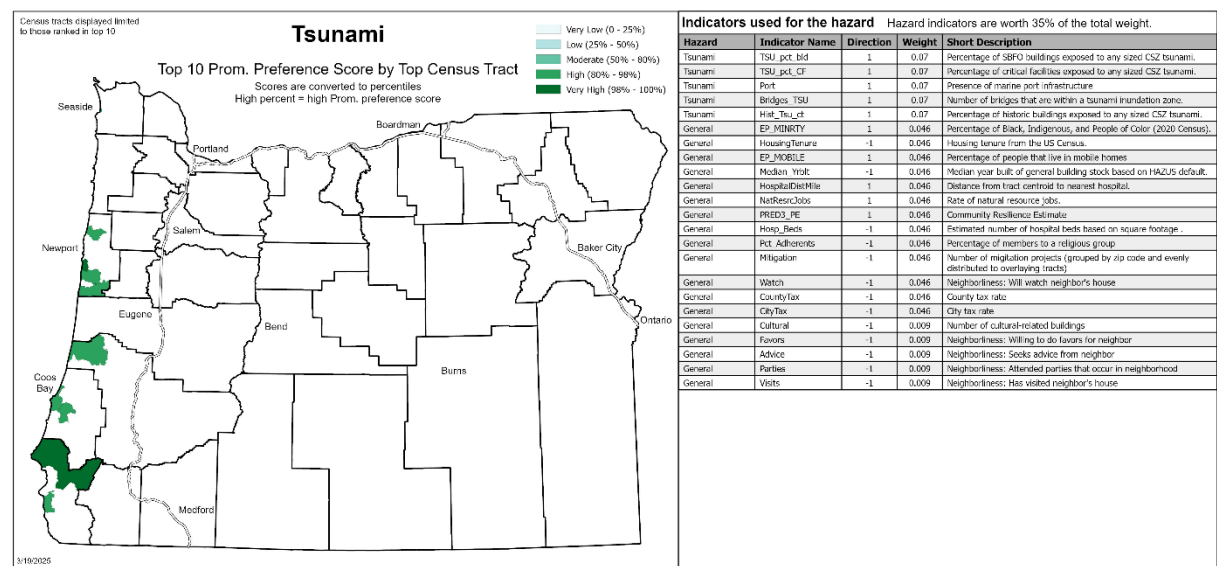 Census tracts displayed limited
to those ranked in top 10
Tsunami
Top 10 Prom. Preference Score by Top Census Tract
Scores are converted to percentiles
High percent = high Prom. preference score
Very Low (0 - 25%)
Low (25% - 50%)
Moderate (50% - 80%)
High (80% - 98%)
Very High (98% - 100%)
Seaside
Portland
Boardman
Salem
Newport
Baker City
Eugene
Bend
Ontario
Coos
Bay
Burns
Medford
3/19/2025
Indicators used for the hazard Hazard indicators are worth 35% of the total weight.
Hazard Indicator Name Direction Weight Short Description
Tsunami TSU_pct_bld 1 0.07 Percentage of SBFO buildings exposed to any sized CSZ tsunami.
Tsunami TSU_pct_CF 1 0.07 Percentage of critical facilities exposed to any sized CSZ tsunami.
Tsunami Port 1 0.07 Presence of marine port infrastructure
Tsunami Bridges_TSU 1 0.07 Number of bridges that are within a tsunami inundation zone.
Tsunami Hist_Tsu_ct 1 0.07 Percentage of historic buildings exposed to any sized CSZ tsunami.
General EP_MINRTY 1 0.046 Percentage of Black, Indigenous, and People of Color (2020 Census).
General HousingTenure -1 0.046 Housing tenure from the US Census.
General EP_MOBILE 1 0.046 Percentage of people that live in mobile homes
General Median_Yrblt -1 0.046 Median year built of general building stock based on HAZUS default.
General HospitalDistMile 1 0.046 Distance from tract centroid to nearest hospital.
General NatResrcJobs 1 0.046 Rate of natural resource jobs.
General PRED3_PE 1 0.046 Community Resilience Estimate
General Hosp_Beds -1 0.046 Estimated number of hospital beds based on square footage .
General Pct_Adherents -1 0.046 Percentage of members to a religious group
General Mitigation -1 0.046 Number of migitation projects (grouped by zip code and evenly
distributed to overlaying tracts)
General Watch -1 0.046 Neighborliness: Will watch neighbor's house
General CountyTax -1 0.046 County tax rate
General CityTax -1 0.046 City tax rate
General Cultural -1 0.009 Number of cultural-related buildings
General Favors -1 0.009 Neighborliness: Willing to do favors for neighbor
General Advice -1 0.009 Neighborliness: Seeks advice from neighbor
General Parties -1 0.009 Neighborliness: Attended parties that occur in neighborhood
General Visits -1 0.009 Neighborliness: Has visited neighbor's house